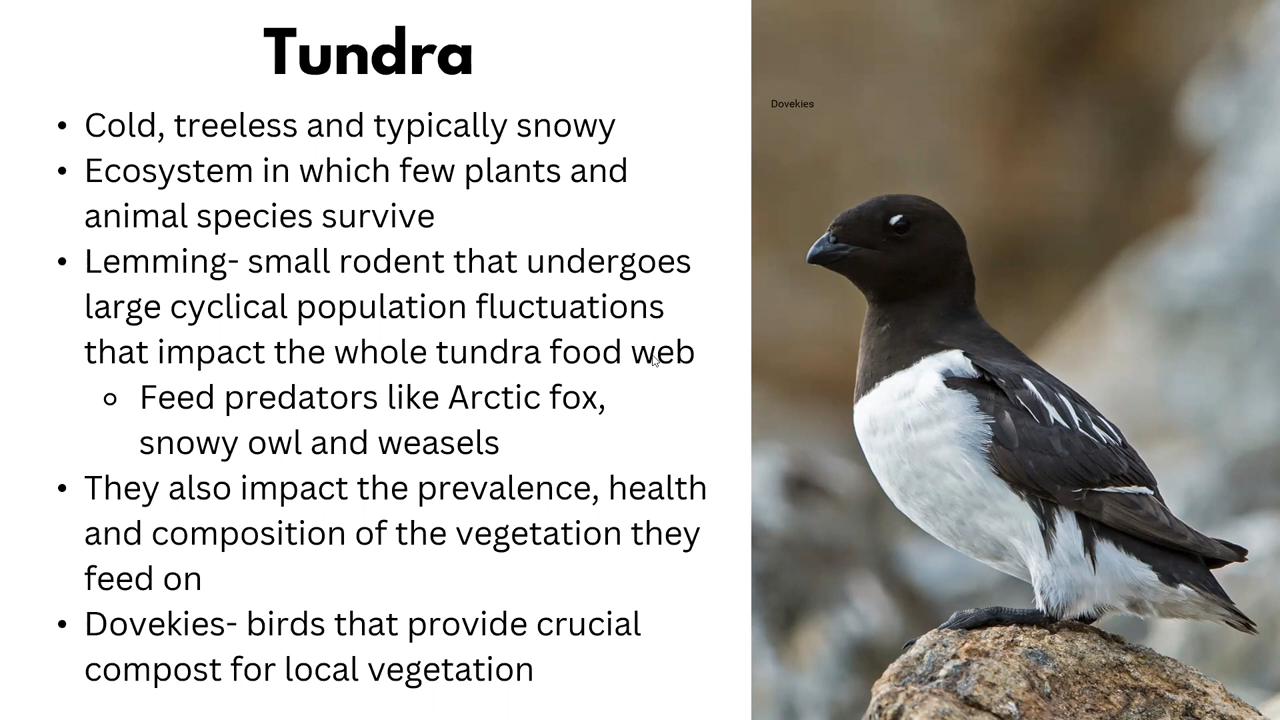 Tundra
• Cold, treeless and typically snowy
• Ecosystem in which few plants and
animal species survive
• Lemming- small rodent that undergoes
large cyclical population fluctuations
that impact the whole tundra food web
◦ Feed predators like Arctic fox,
snowy owl and weasels
• They also impact the prevalence, health
and composition of the vegetation they
feed on
• Dovekies- birds that provide crucial
compost for local vegetation
Dovekies